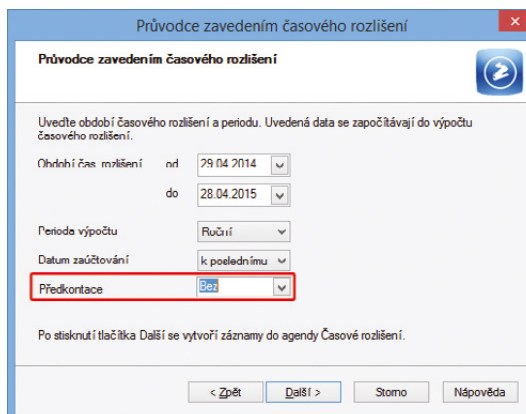 Průvodce zavedením časového rozlišení
Průvodce zavedením časového rozlišení
Uveďte období časového rozlišení a periodu. Uvedená data se započítávají do výpočtu
časového rozlišení.
Období čas. rozlišení od 29.04.2014
do 28.04.2015
Perioda výpočtu Roční
Datum zaúčtování k poslednímu
Předkontace Bez
Po stisknutí tlačítka Další se vytvoří záznamy do agendy Časové rozlišení.
< Zpět Další > Storno Nápověda